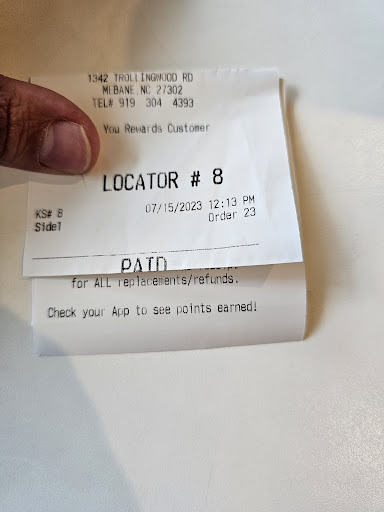 1342 TROLLINGWOOD RD
MEBANE, NC 27302
TEL# 919 304 4393
You Rewards Customer
LOCATOR # 8
07/15/2023 12:13 PM
KS# 8 Order 23
Side1
PAID
for ALL replacements/refunds.
Check your App to see points earned!